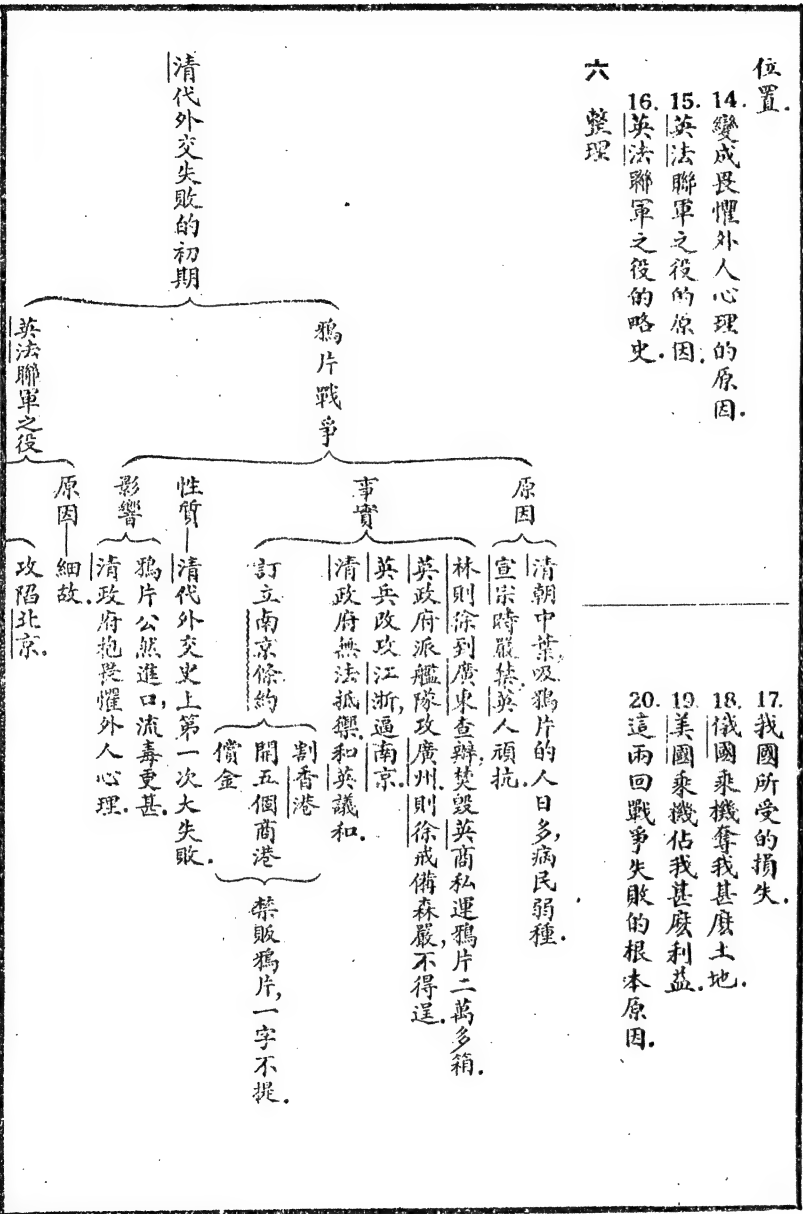 位置.
14. 變成畏懼外人心理的原因.
15. 英法聯軍之役的原因.
16. 英法聯軍之役的略史.
17. 我國所受的損失.
18. 俄國乘機奪我甚麽土地.
19. 美國乘機佔我甚麽利益.
20. 這兩回戰爭失敗的根本原因.
六 整理
清代外交失敗的初期
鴉片戰爭
原因
清朝中葉,吸鴉片的人日多,病民弱種.
宣宗時嚴禁,英人頑抗.
事實
林則徐到廣東查辦,焚毀英商私運鴉片二萬多箱.
英政府派艦隊攻廣州,則徐戒備森嚴,不得逞.
英兵改攻江浙,逼南京.
清政府無法抵禦,和英議和.
訂立南京條約
割香港
開五個商港
償金
禁販鴉片,一字不提.
性質—清代外交史上第一次大失敗.
影響
鴉片公然進口,流毒更甚.
清政府抱畏懼外人心理.
英法聯軍之役
原因—細故.
攻陷北京.